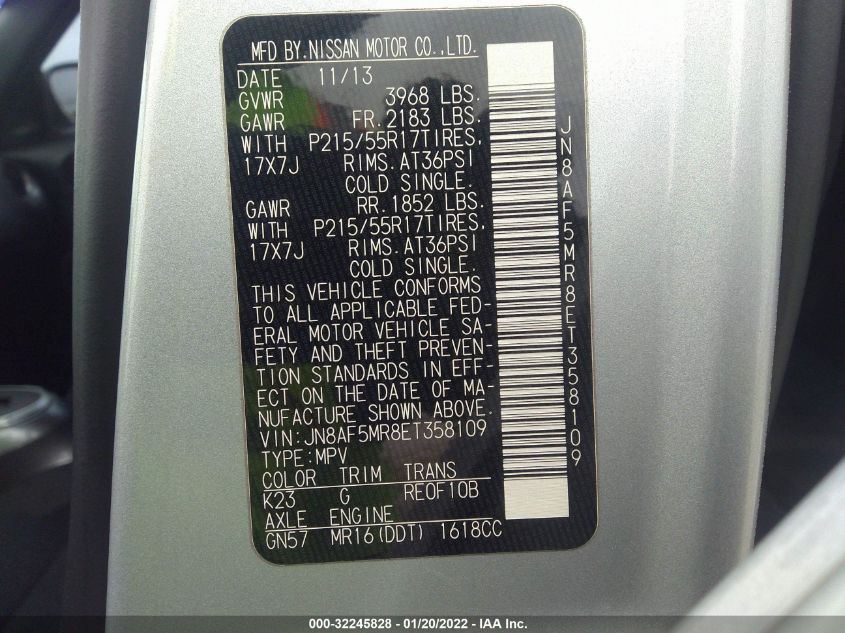 MFD BY.NISSAN MOTOR CO.,LTD.
DATE 11/13
GVWR 3968 LBS.
GAWR FR.2183 LBS.
WITH P215/55R17TIRES,
17X7J RIMS.AT36PSI
COLD SINGLE.
GAWR RR.1852 LBS.
WITH P215/55R17TIRES,
17X7J RIMS.AT36PSI
COLD SINGLE.
THIS VEHICLE CONFORMS
TO ALL APPLICABLE FED-
ERAL MOTOR VEHICLE SA-
FETY AND THEFT PREVEN-
TION STANDARDS IN EFF-
ECT ON THE DATE OF MA-
NUFACTURE SHOWN ABOVE.
VIN:JN8AF5MR8ET358109
TYPE:MPV
COLOR TRIM TRANS
K23 G RE0F10B
AXLE ENGINE
GN57 MR16(DDT) 1618CC
JN8AF5MR8ET358109
000-32245828 - 01/20/2022 - IAA Inc.